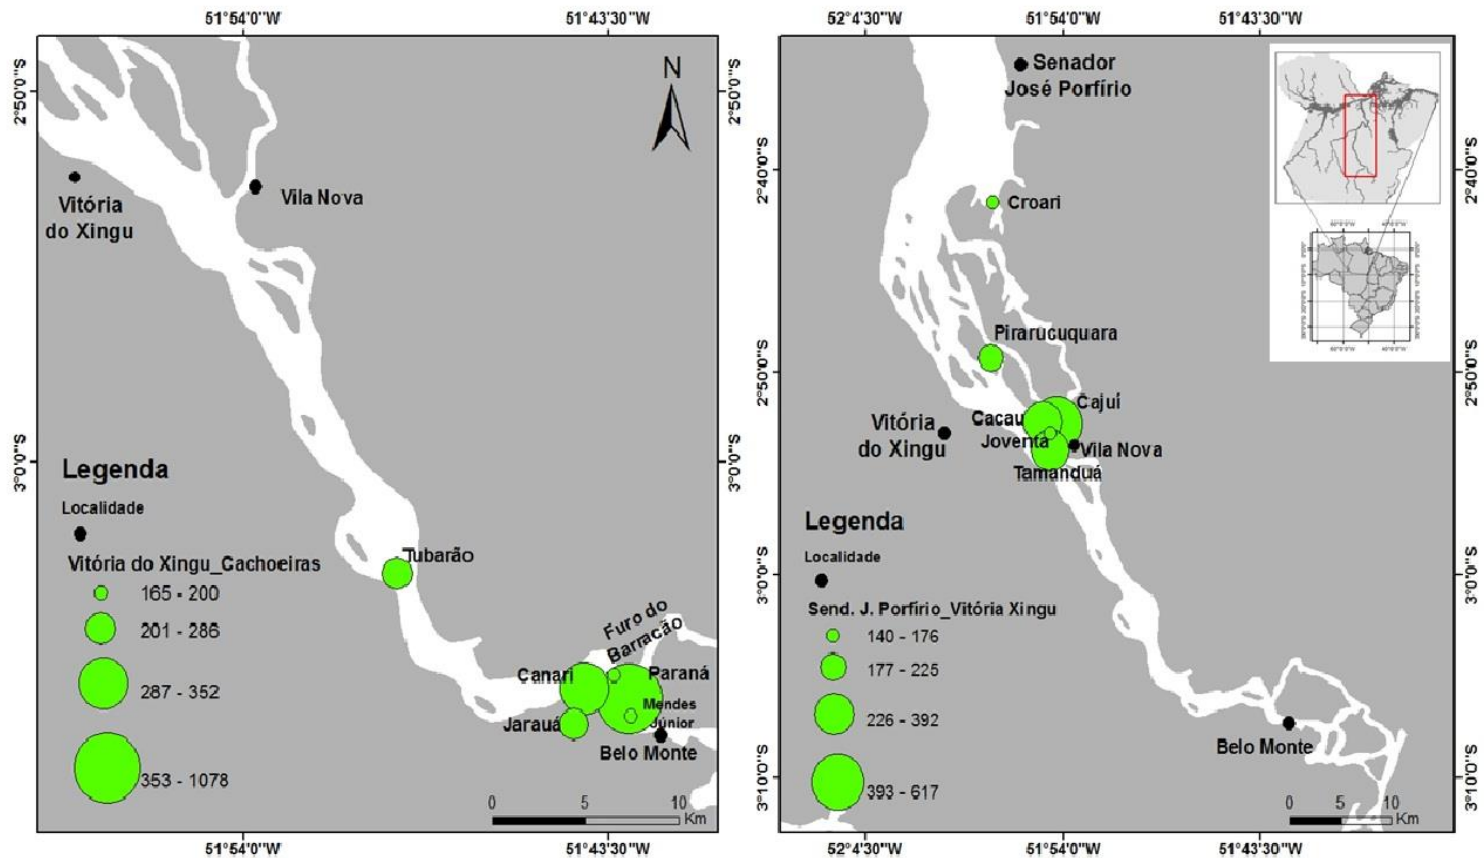 51°54'0"W
51°43'30"W
52°4'30"W
51°54'0"W
51°43'30"W
2°50'0"S
3°0'0"S
N
Vitória
do Xingu
Vila Nova
Legenda
Localidade
Vitória do Xingu_Cachoeiras
165 - 200
201 - 286
287 - 352
353 - 1078
Tubarão
Furo do
Barracão
Canari
Paraná
Mendes
Júnior
Jarauá
Belo Monte
0
5
10
Km
51°54'0"W
51°43'30"W
2°50'0"S
3°0'0"S
Senador
José Porfírio
Croari
Pirarucuquara
Cajuí
Cacau
Joventa
Vila Nova
Tamanduá
Vitória
do Xingu
Legenda
Localidade
Send. J. Porfírio_Vitória Xingu
140 - 176
177 - 225
226 - 392
393 - 617
Belo Monte
0
5
10
Km
2°40'0"S
2°50'0"S
3°0'0"S
3°10'0"S
52°4'30"W
51°54'0"W
51°43'30"W